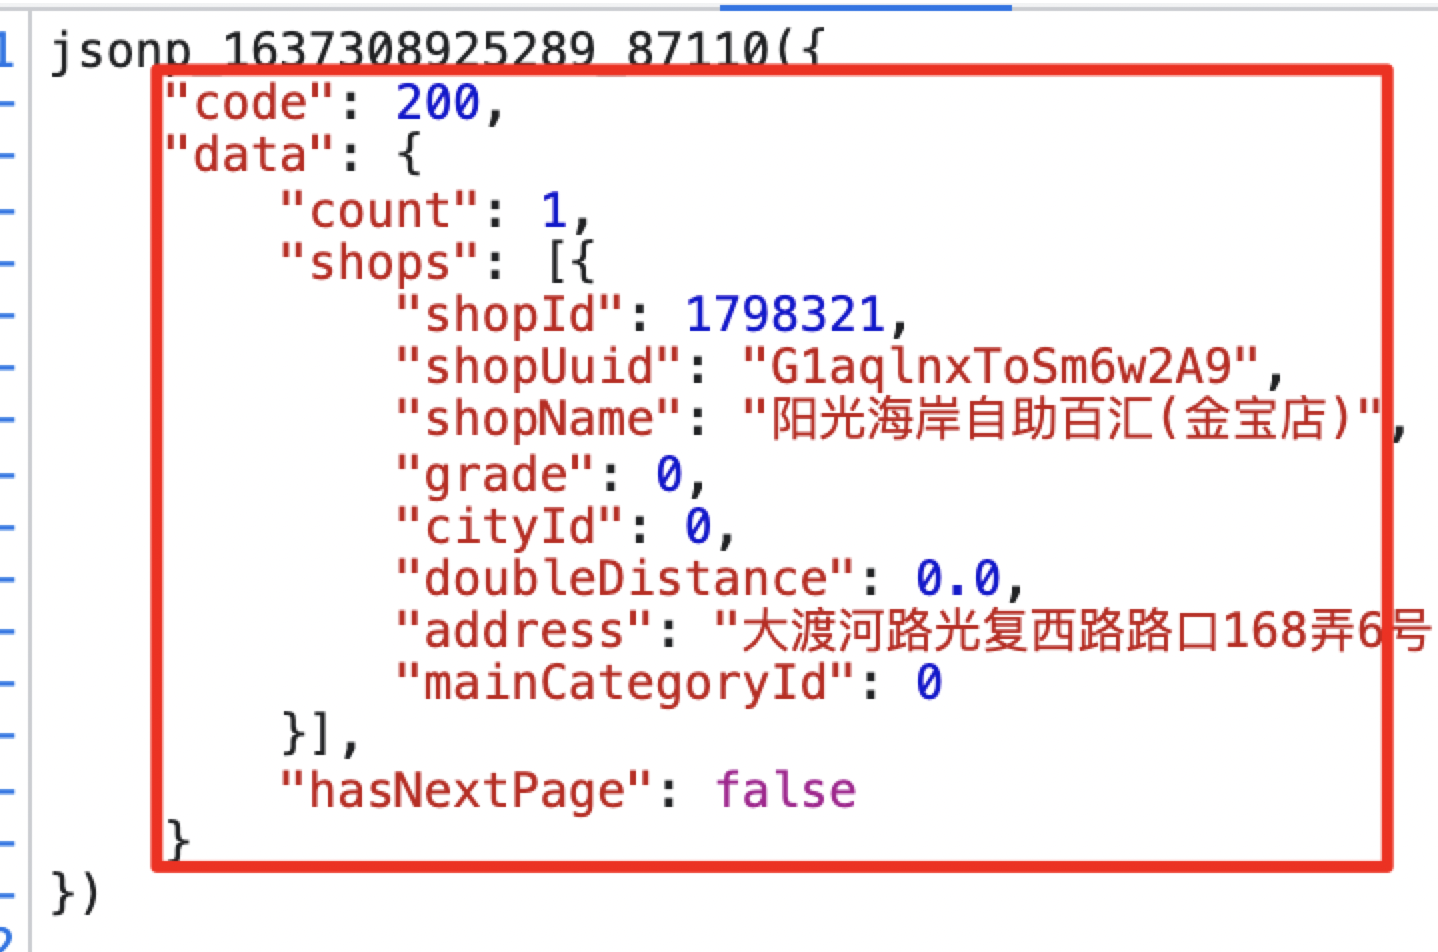 1 jsonp_1637308925289_87110({
- "code": 200,
- "data": {
- "count": 1,
- "shops": [{
- "shopId": 1798321,
- "shopUuid": "G1aqlnxToSm6w2A9",
- "shopName": "阳光海岸自助百汇(金宝店)",
- "grade": 0,
- "cityId": 0,
- "doubleDistance": 0.0,
- "address": "大渡河路光复西路路口168弄6号
- "mainCategoryId": 0
- }],
- "hasNextPage": false
- }
- })
2